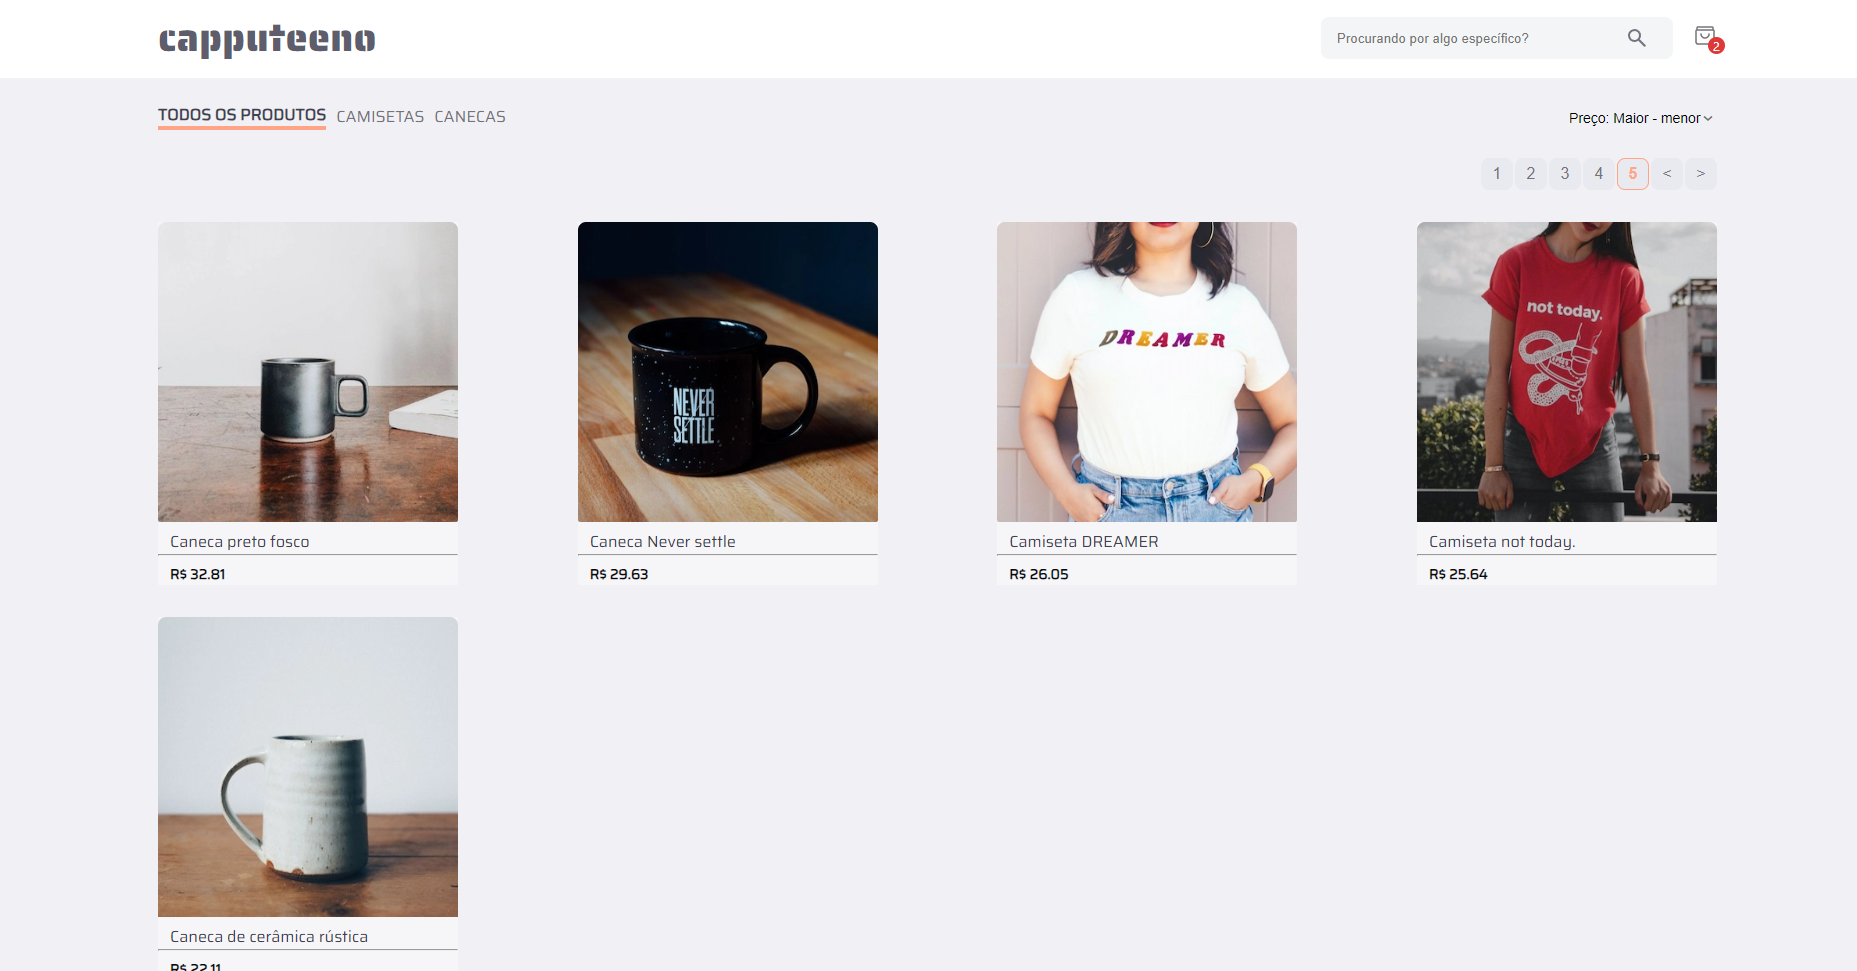 capputeeno
Procurando por algo específico?
2
TODOS OS PRODUTOS CAMISETAS CANECAS
Preço: Maior - menor
1 2 3 4 5 < >
NEVER
SETTLE
DREAMER
not today.
Caneca preto fosco
R$ 32.81
Caneca Never settle
R$ 29.63
Camiseta DREAMER
R$ 26.05
Camiseta not today.
R$ 25.64
Caneca de cerâmica rústica
R$ 22.11